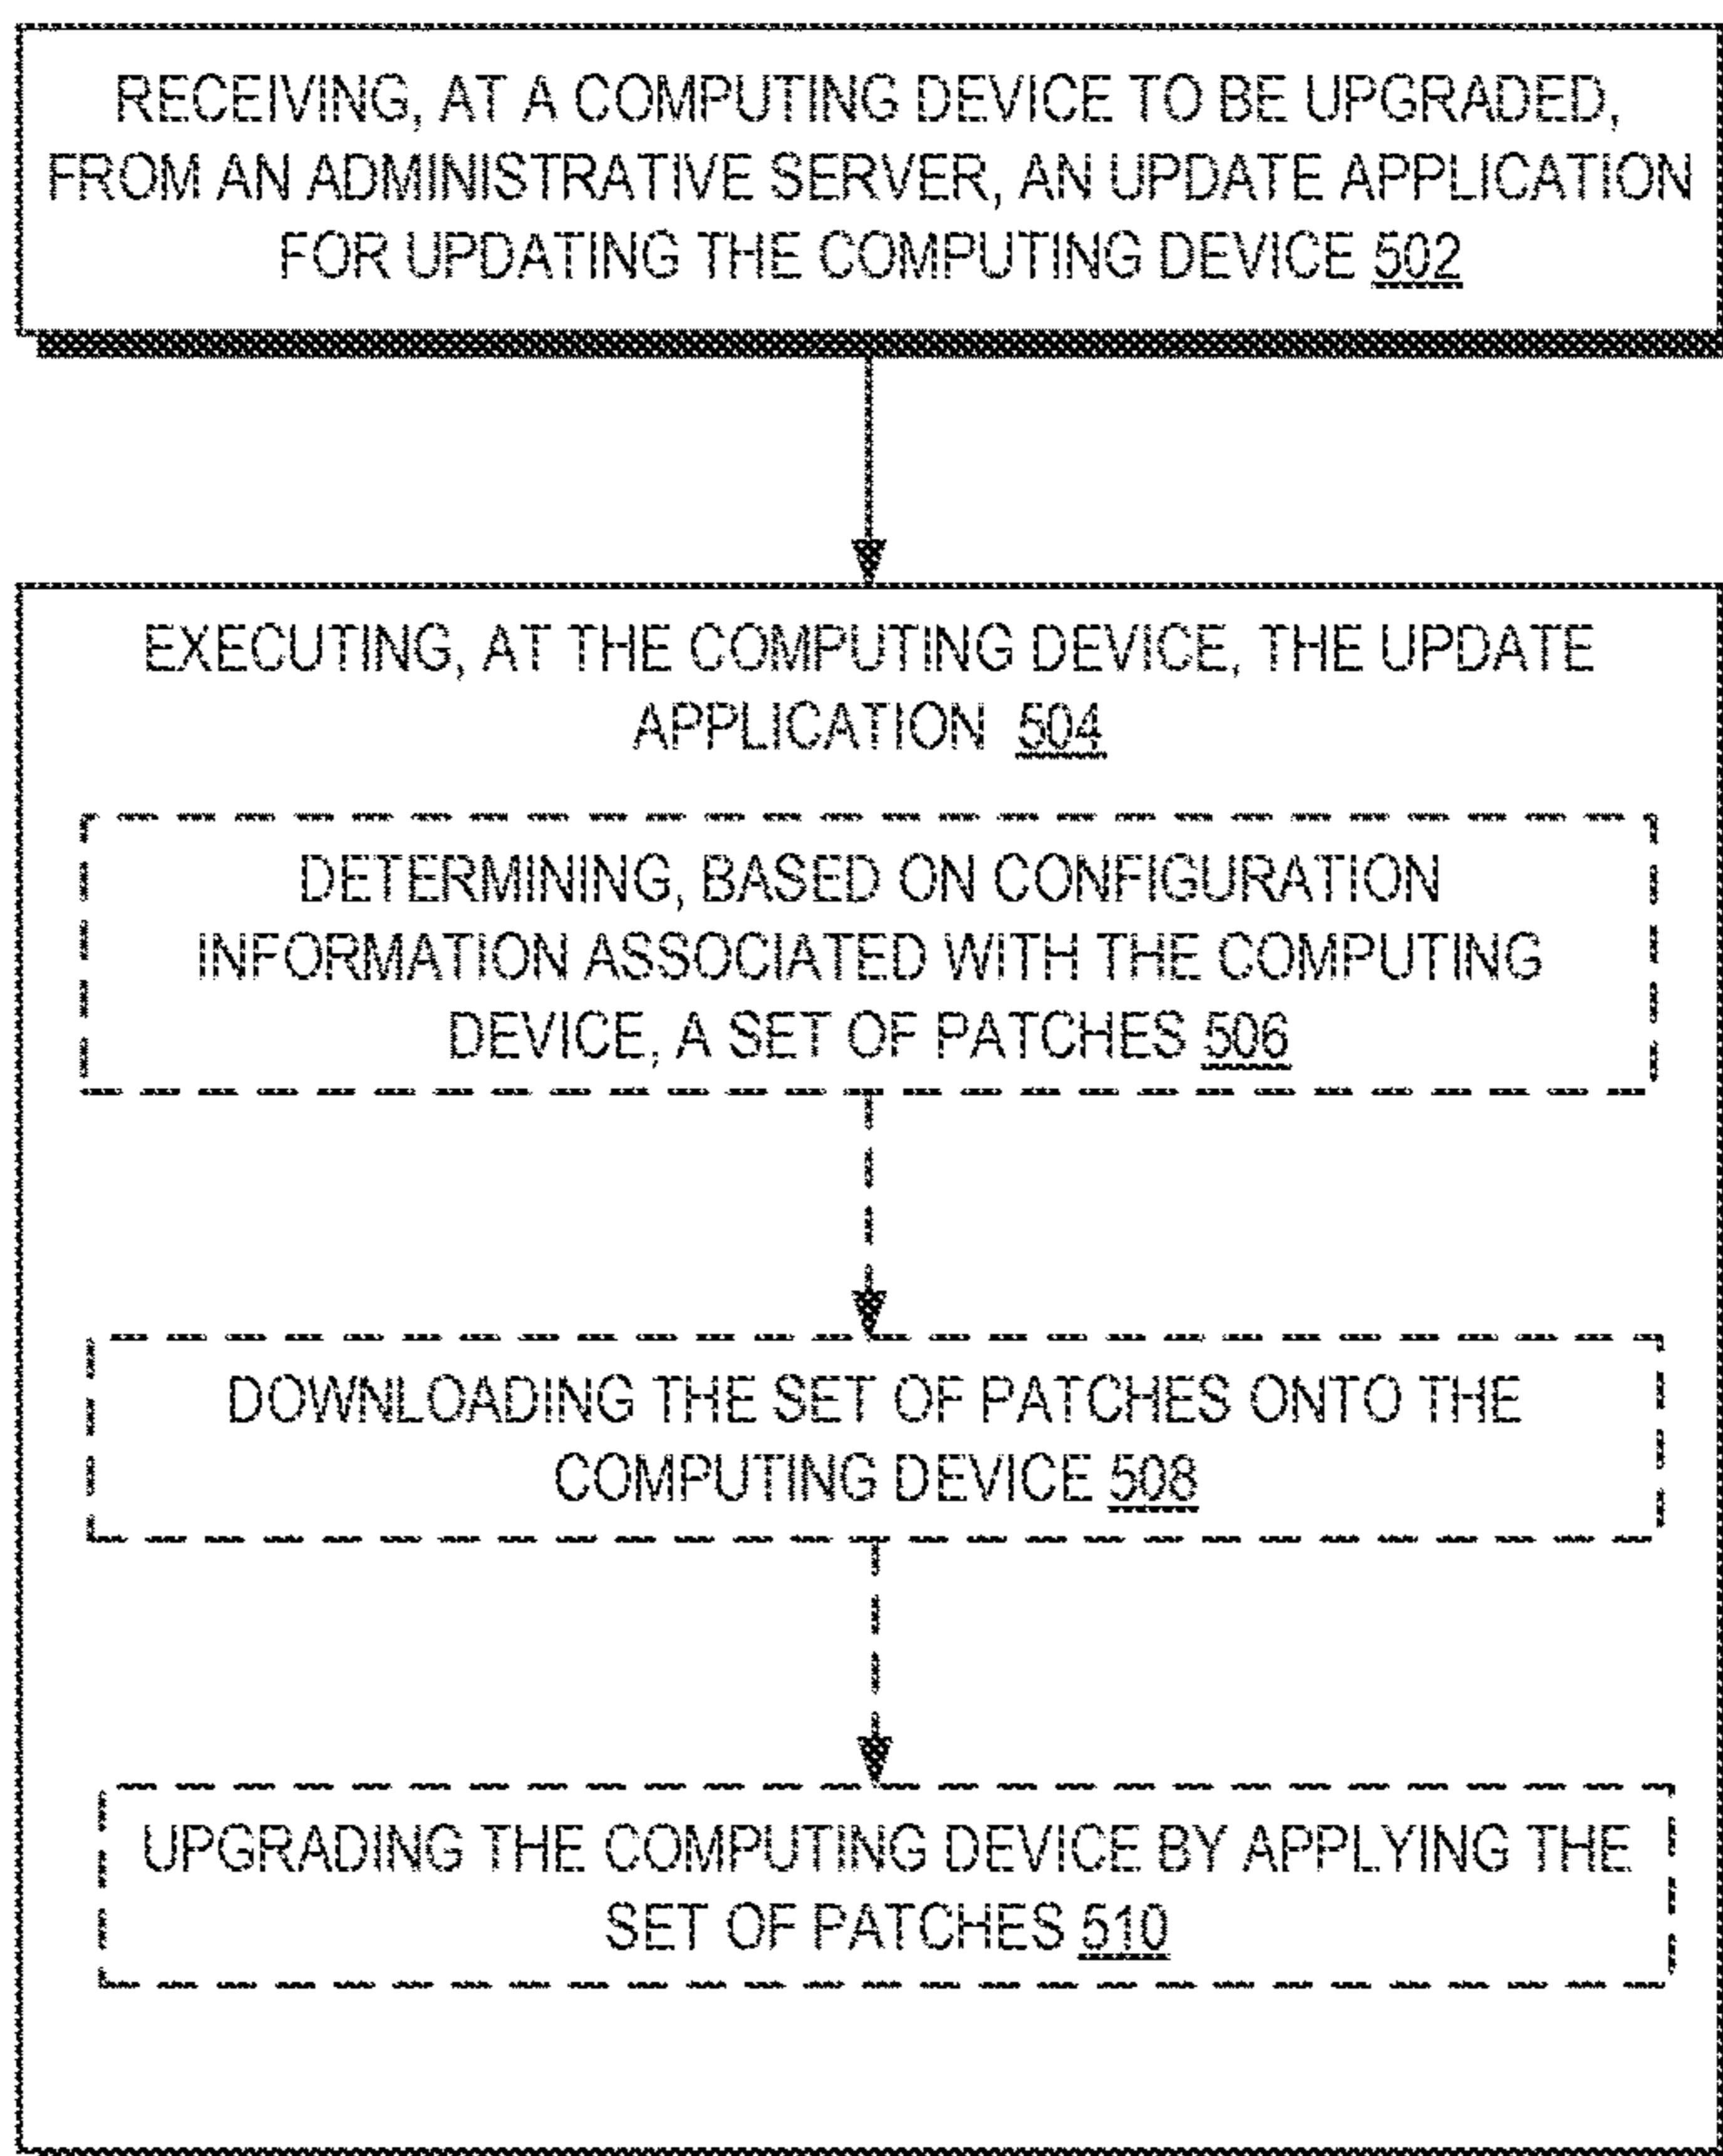 RECEIVING, AT A COMPUTING DEVICE TO BE UPGRADED,
FROM AN ADMINISTRATIVE SERVER, AN UPDATE APPLICATION
FOR UPDATING THE COMPUTING DEVICE 502
EXECUTING, AT THE COMPUTING DEVICE, THE UPDATE
APPLICATION 504
DETERMINING, BASED ON CONFIGURATION
INFORMATION ASSOCIATED WITH THE COMPUTING
DEVICE, A SET OF PATCHES 506
DOWNLOADING THE SET OF PATCHES ONTO THE
COMPUTING DEVICE 508
UPGRADING THE COMPUTING DEVICE BY APPLYING THE
SET OF PATCHES 510